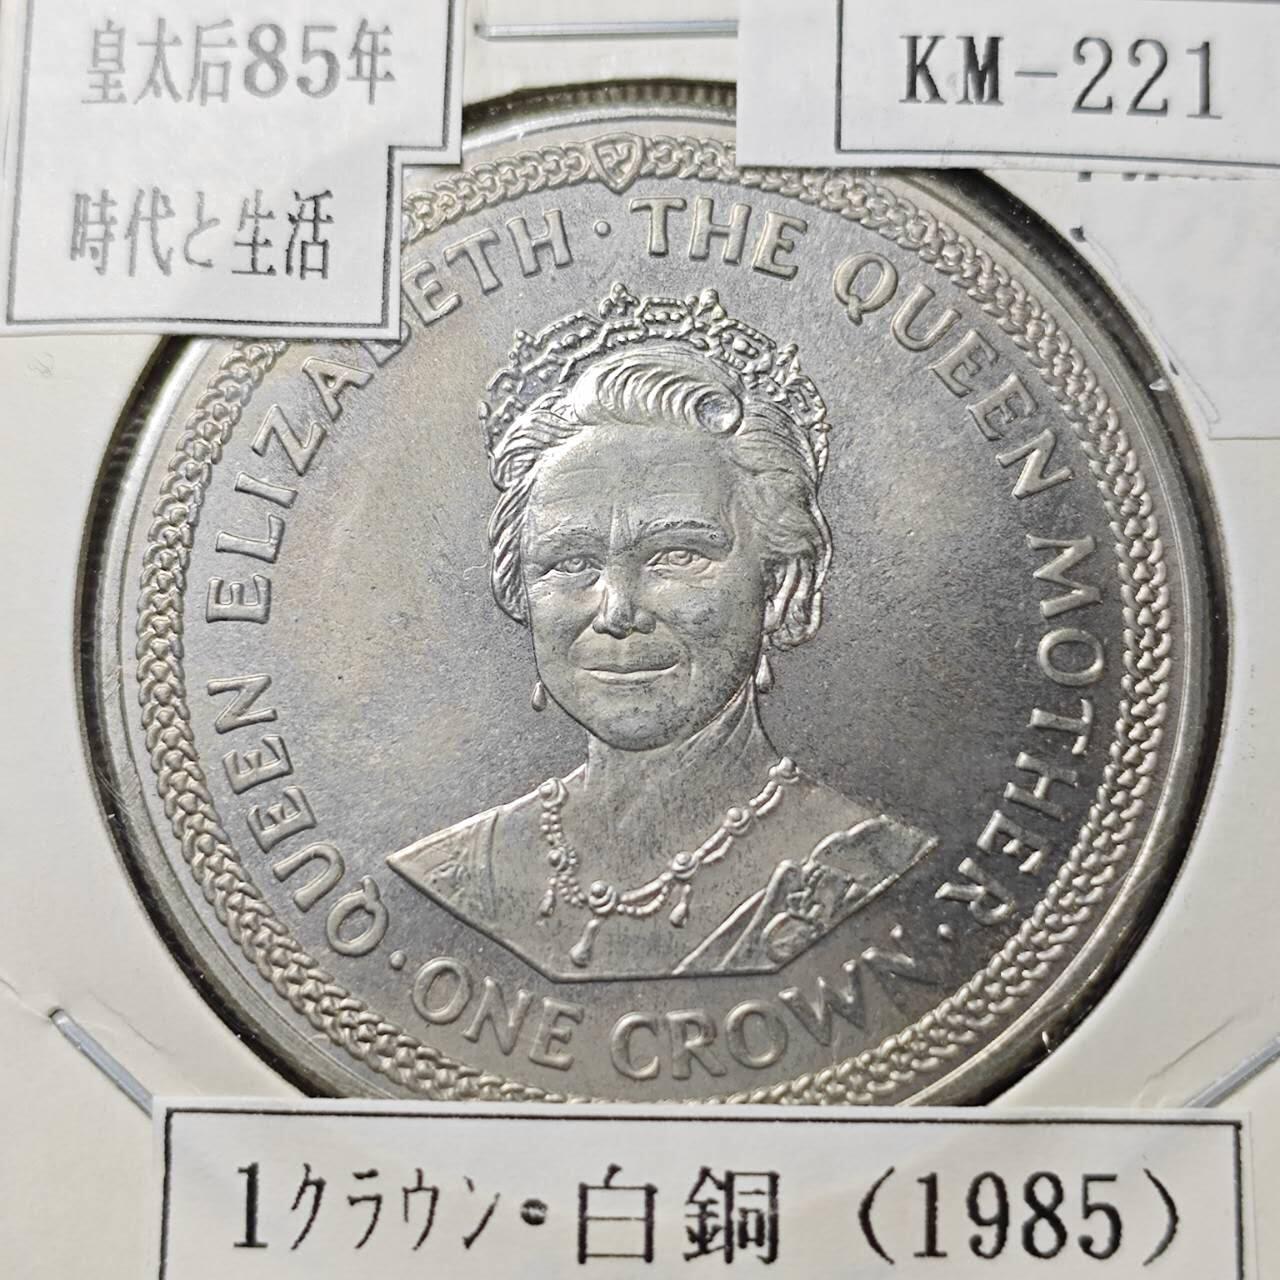 皇太后85年
時代と生活
KM-221
QUEEN ELIZABETH · THE QUEEN MOTHER ·
ONE CROWN
1クラウン・白銅（1985）